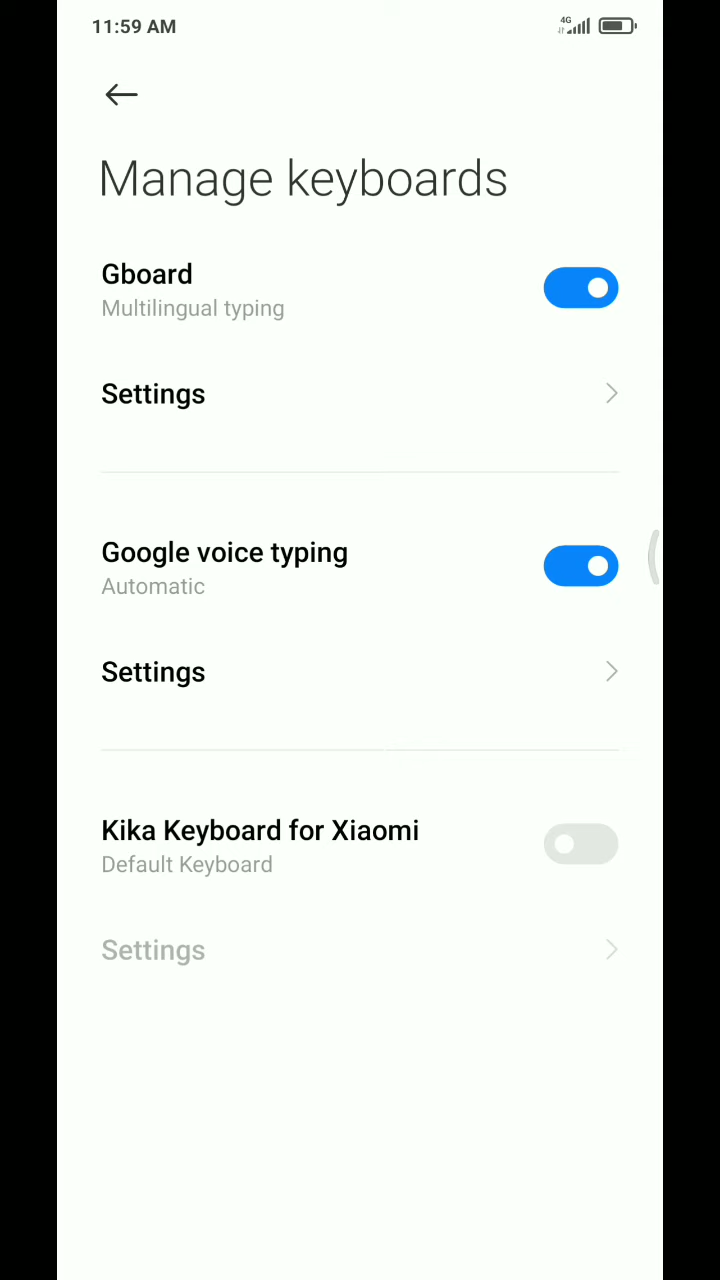 11:59 AM
4G
Manage keyboards
Gboard
Multilingual typing
Settings
Google voice typing
Automatic
Settings
Kika Keyboard for Xiaomi
Default Keyboard
Settings